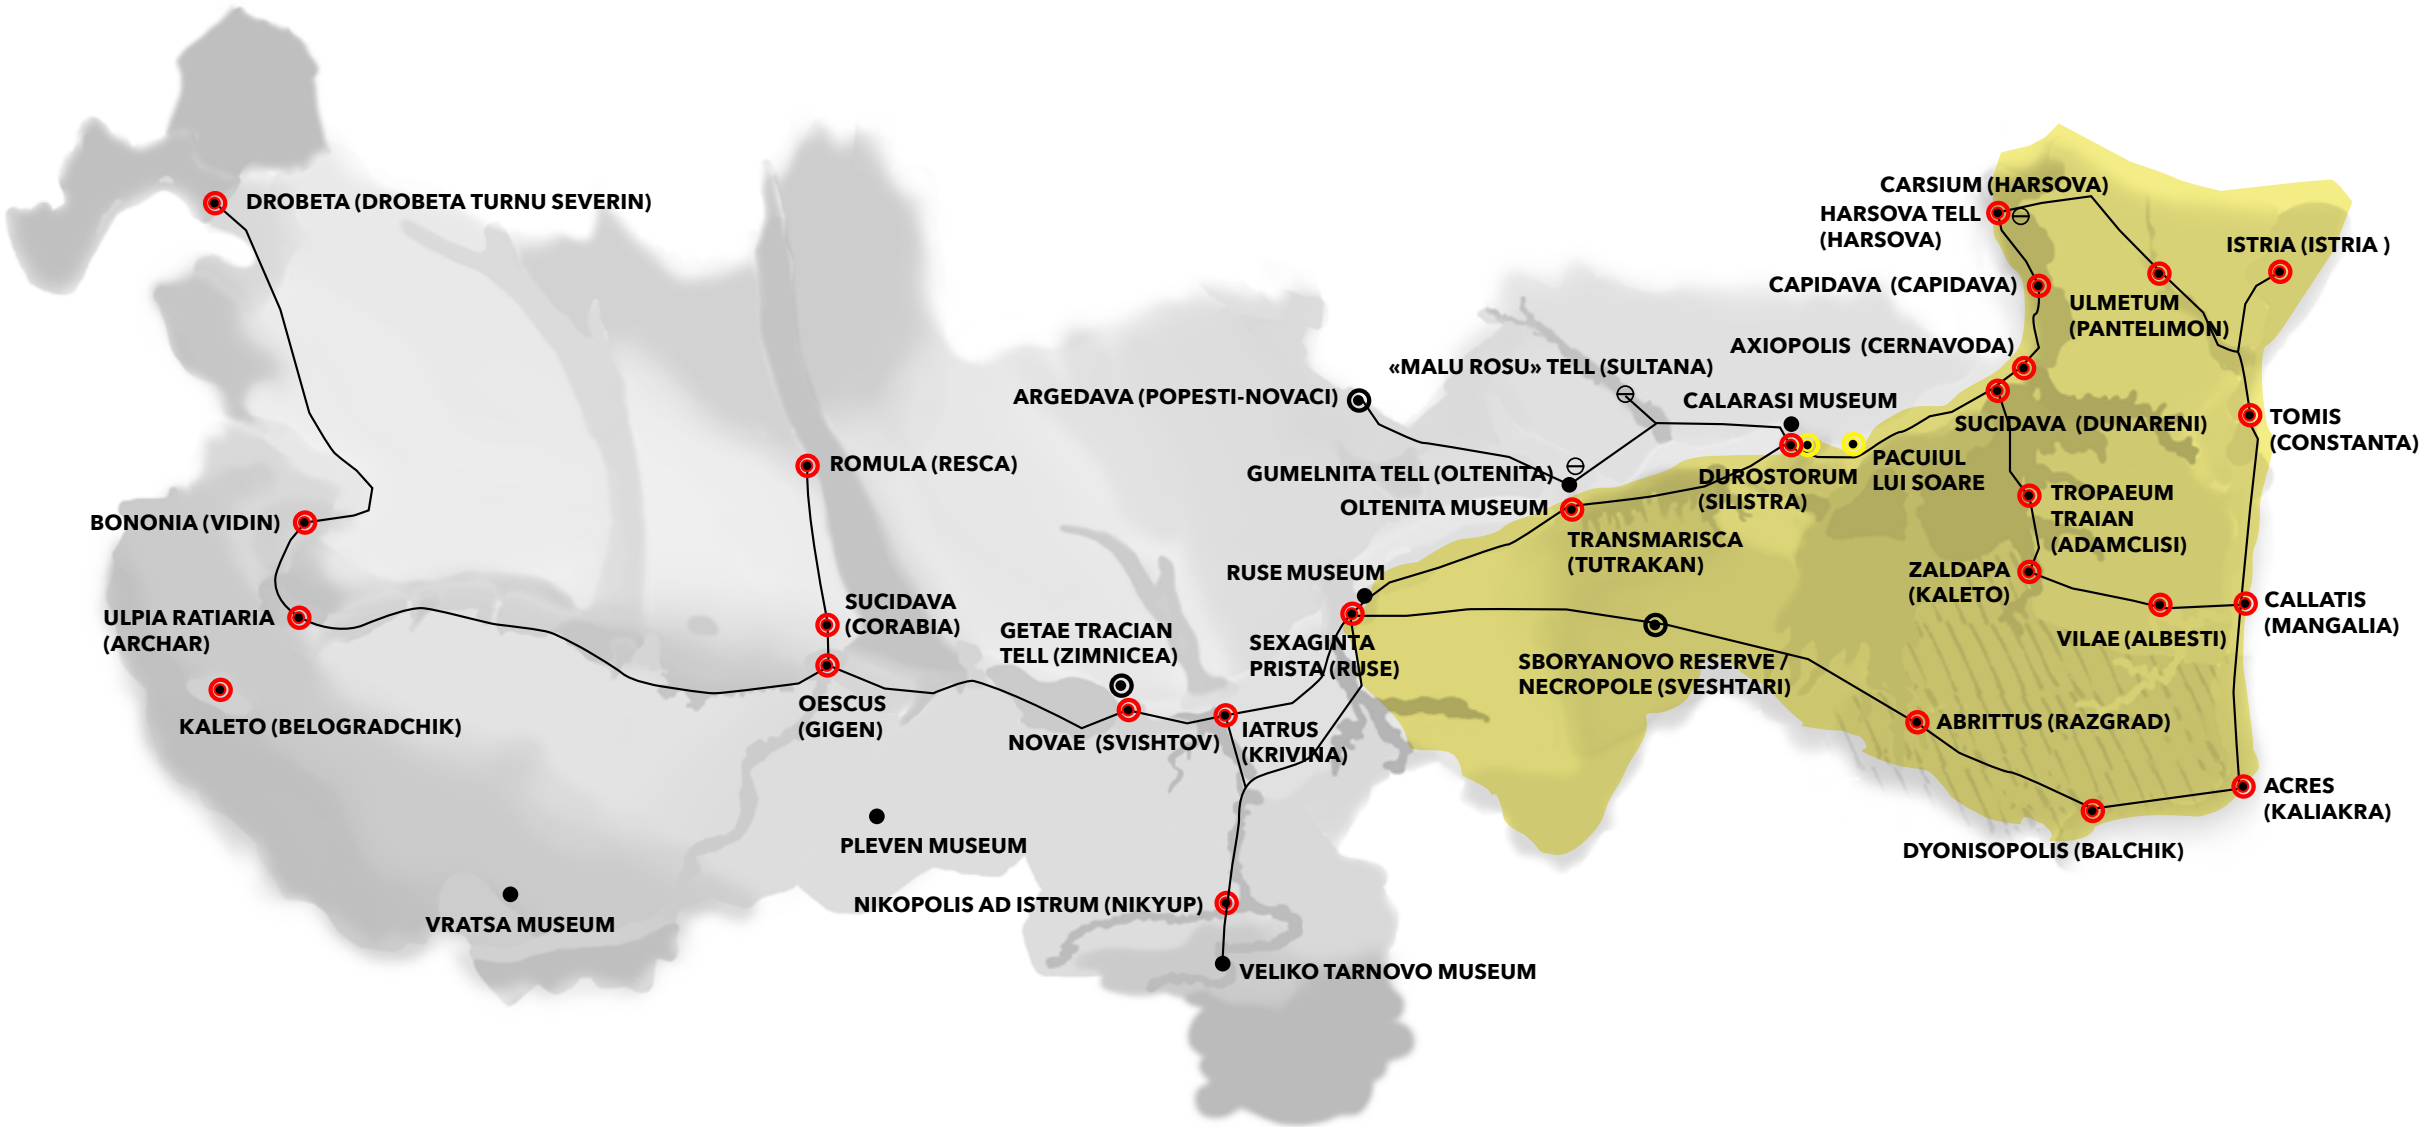 DROBETA (DROBETA TURNU SEVERIN)
BONONIA (VIDIN)
ULPIA RATIARIA
(ARCHAR)
KALETO (BELOGRADCHIK)
VRATSA MUSEUM
ROMULA (RESCA)
SUCIDAVA
(CORABIA)
OESCUS
(GIGEN)
PLEVEN MUSEUM
GETAE TRACIAN
TELL (ZIMNICEA)
NOVAE (SVISHTOV)
IATRUS
(KRIVINA)
NIKOPOLIS AD ISTRUM (NIKYUP)
VELIKO TARNOVO MUSEUM
ARGEDAVA (POPESTI-NOVACI)
«MALU ROSU» TELL (SULTANA)
GUMELNITA TELL (OLTENITA)
OLTENITA MUSEUM
TRANSMARISCA
(TUTRAKAN)
RUSE MUSEUM
SEXAGINTA
PRISTA (RUSE)
SBORYANOVO RESERVE /
NECROPOLE (SVESHTARI)
CALARASI MUSEUM
DUROSTORUM
(SILISTRA)
PACUIUL
LUI SOARE
CARSIUM (HARSOVA)
HARSOVA TELL
(HARSOVA)
CAPIDAVA (CAPIDAVA)
AXIOPOLIS (CERNAVODA)
SUCIDAVA (DUNARENI)
ULMETUM
(PANTELIMON)
ISTRIA (ISTRIA )
TOMIS
(CONSTANTA)
TROPAEUM
TRAIAN
(ADAMCLISI)
ZALDAPA
(KALETO)
CALLATIS
(MANGALIA)
VILAE (ALBESTI)
ABRITTUS (RAZGRAD)
ACRES
(KALIAKRA)
DYONISOPOLIS (BALCHIK)